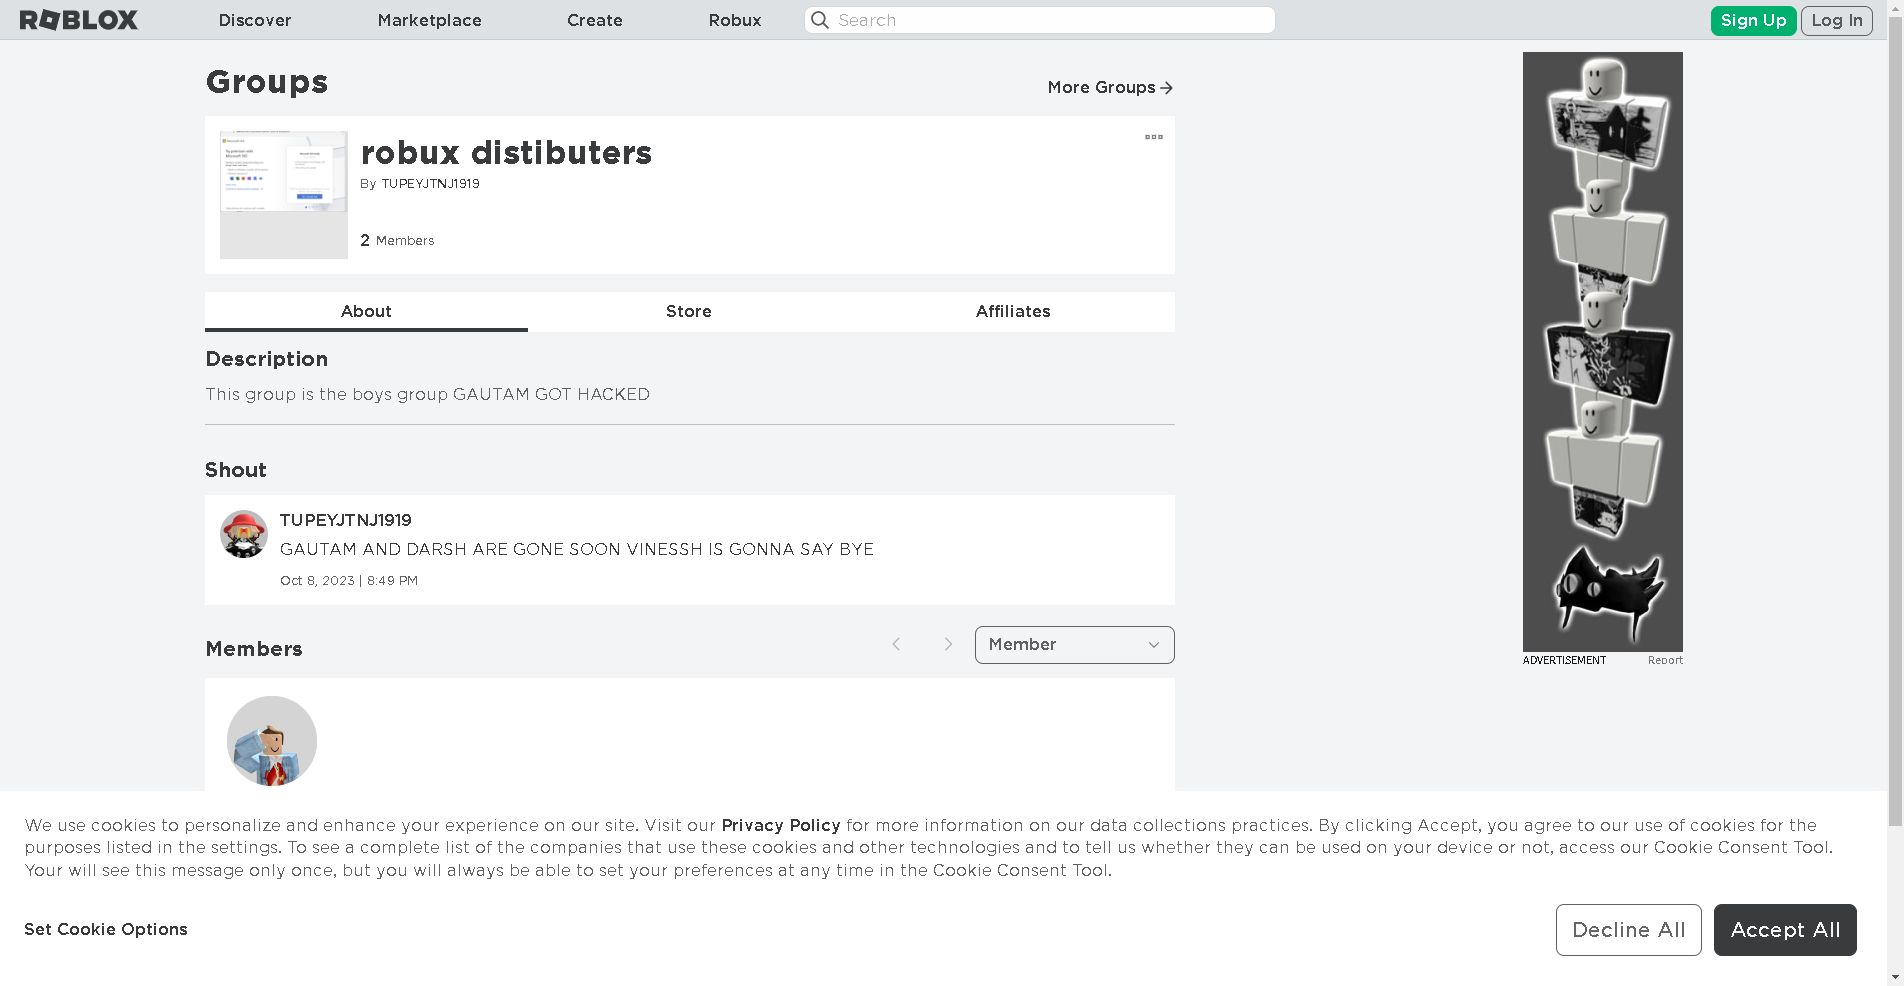 ROBLOX Discover Marketplace Create Robux Search Sign Up Log In
Groups
More Groups
robux distibuters
By TUPEYJTNJ1919
2 Members
About Store Affiliates
Description
This group is the boys group GAUTAM GOT HACKED
Shout
TUPEYJTNJ1919
GAUTAM AND DARSH ARE GONE SOON VINESSH IS GONNA SAY BYE
Oct 8, 2023 | 8:49 PM
Members
Member
ADVERTISEMENT Report
We use cookies to personalize and enhance your experience on our site. Visit our Privacy Policy for more information on our data collections practices. By clicking Accept, you agree to our use of cookies for the
purposes listed in the settings. To see a complete list of the companies that use these cookies and other technologies and to tell us whether they can be used on your device or not, access our Cookie Consent Tool.
Your will see this message only once, but you will always be able to set your preferences at any time in the Cookie Consent Tool.
Set Cookie Options
Decline All
Accept All